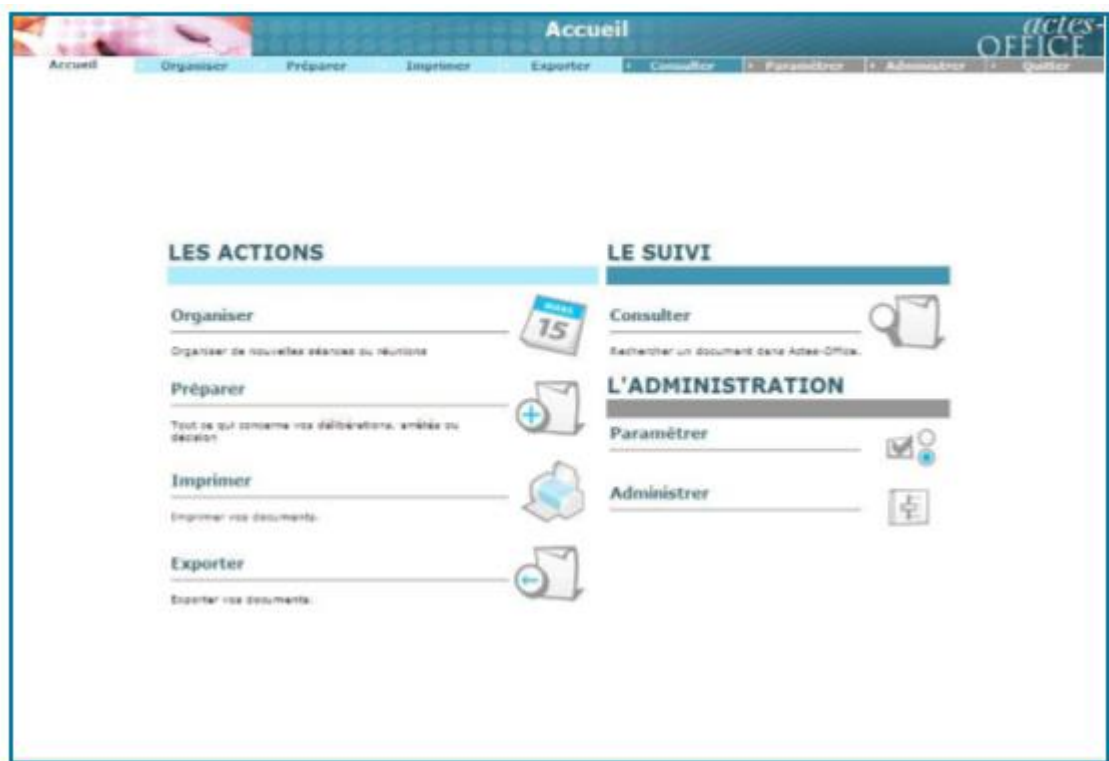 Accueil
actes-
OFFICE
Accueil Organiser Préparer Imprimer Exporter Consulter Paramétrer Administrer Quitter
LES ACTIONS
Organiser
Organiser de nouvelles séances ou réunions
MARS
15
Préparer
Tout ce qui concerne vos délibérations, arrêtés ou
décision
Imprimer
Imprimer vos documents.
Exporter
Exporter vos documents.
LE SUIVI
Consulter
Rechercher un document dans Actes-Office.
L'ADMINISTRATION
Paramétrer
Administrer